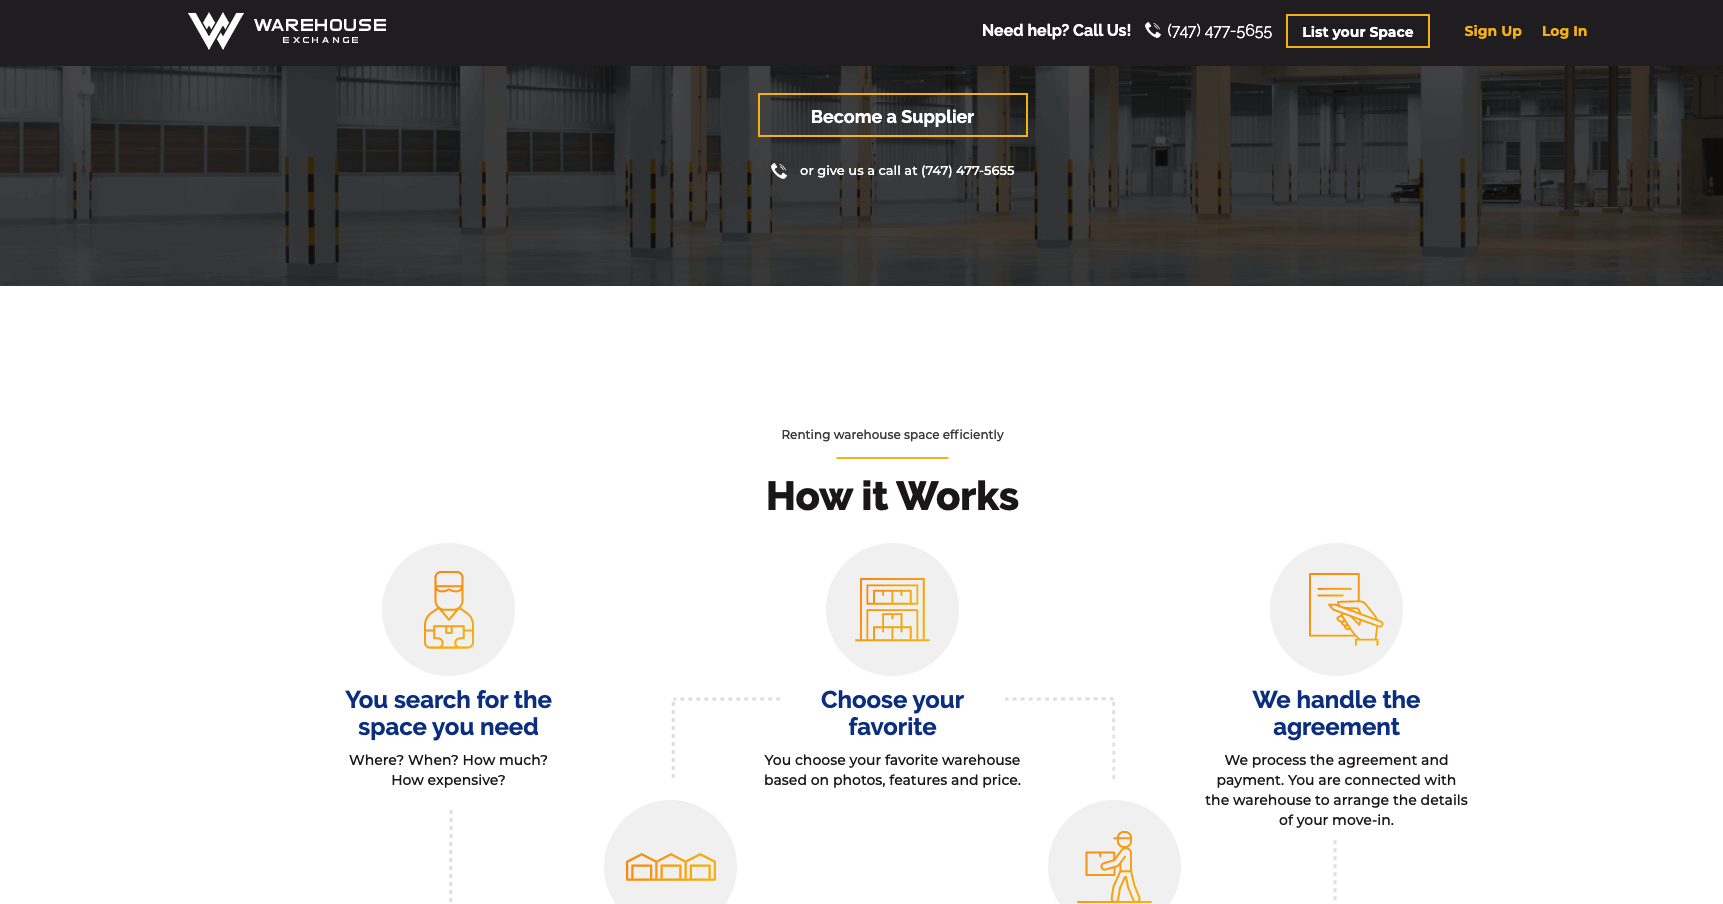 WAREHOUSE
EXCHANGE
Need help? Call Us!
(747) 477-5655
List your Space
Sign Up
Log In
Become a Supplier
or give us a call at (747) 477-5655
Renting warehouse space efficiently
How it Works
You search for the
space you need
Where? When? How much?
How expensive?
Choose your
favorite
You choose your favorite warehouse
based on photos, features and price.
We handle the
agreement
We process the agreement and
payment. You are connected with
the warehouse to arrange the details
of your move-in.